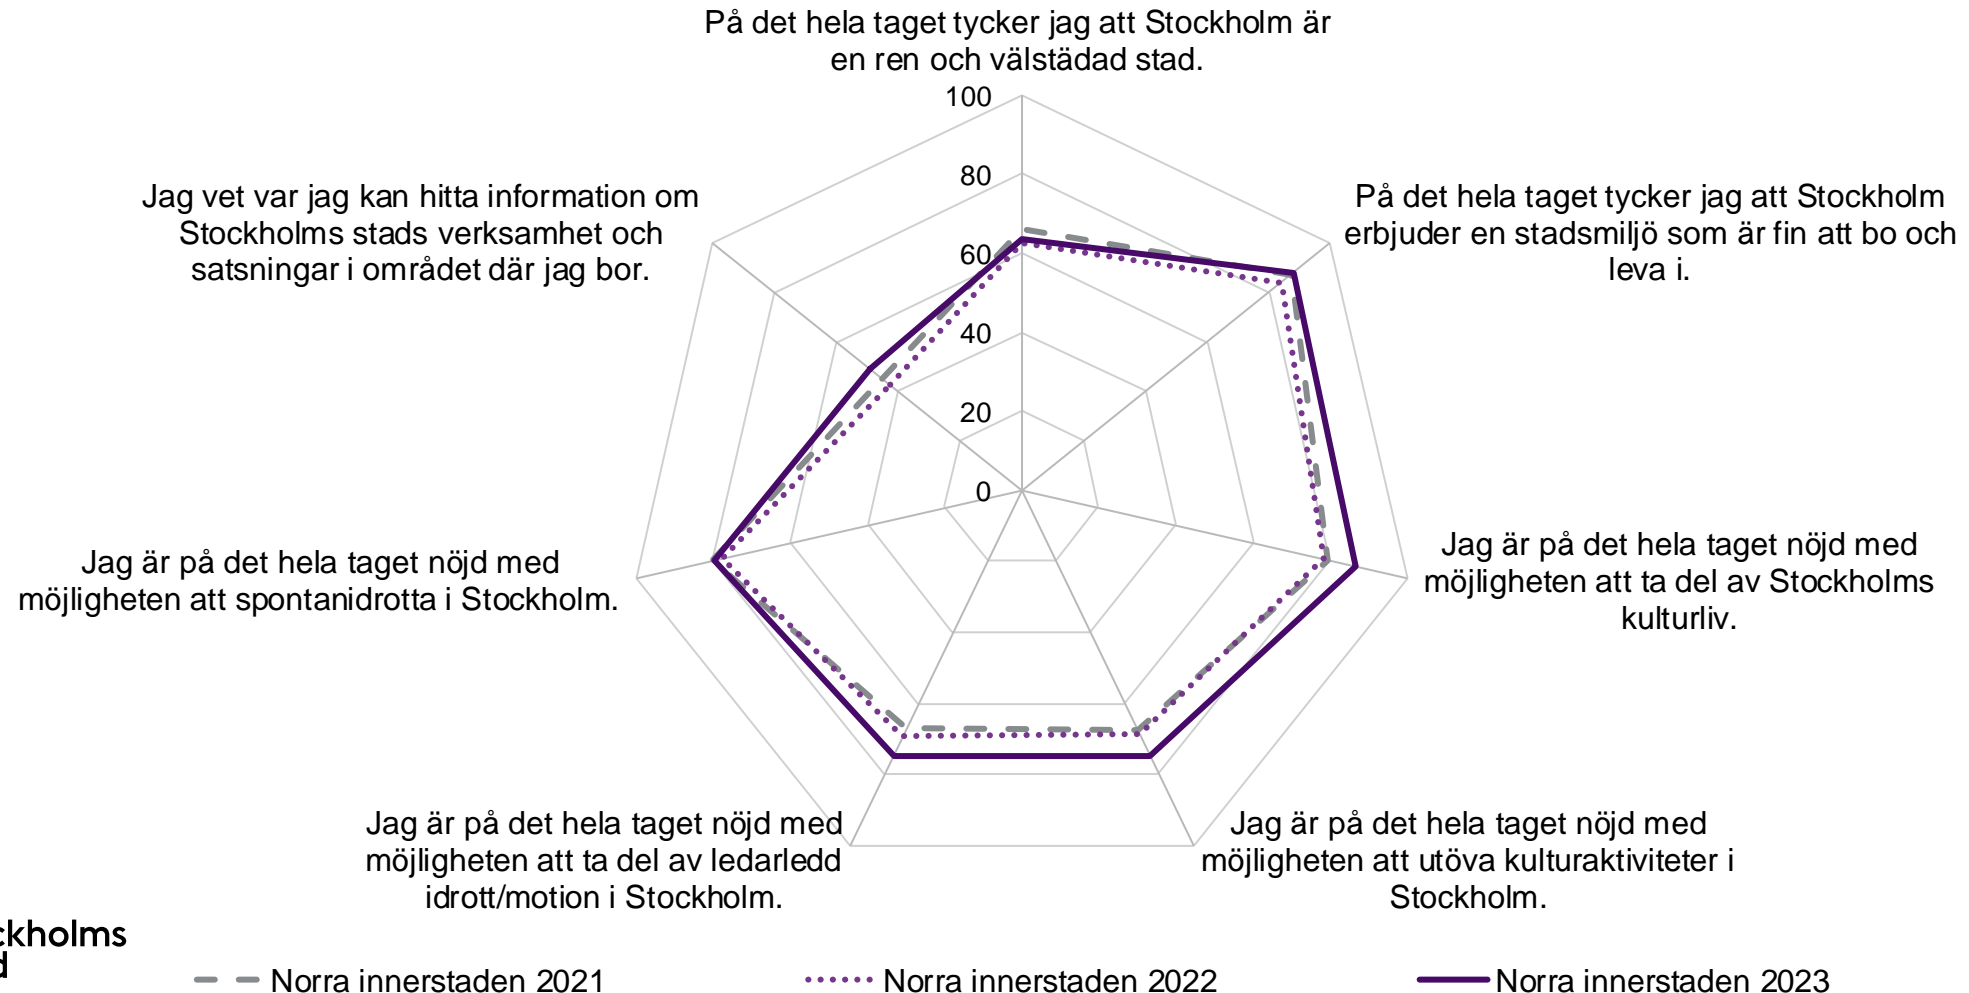 På det hela taget tycker jag att Stockholm är
en ren och välstädad stad.
100
80
60
40
20
0
På det hela taget tycker jag att Stockholm
erbjuder en stadsmiljö som är fin att bo och
leva i.
Jag är på det hela taget nöjd med
möjligheten att ta del av Stockholms
kulturliv.
Jag är på det hela taget nöjd med
möjligheten att utöva kulturaktiviteter i
Stockholm.
Jag är på det hela taget nöjd med
möjligheten att ta del av ledarledd
idrott/motion i Stockholm.
Jag är på det hela taget nöjd med
möjligheten att spontanidrotta i Stockholm.
Jag vet var jag kan hitta information om
Stockholms stads verksamhet och
satsningar i området där jag bor.
ckholms
d
Norra innerstaden 2021
Norra innerstaden 2022
Norra innerstaden 2023